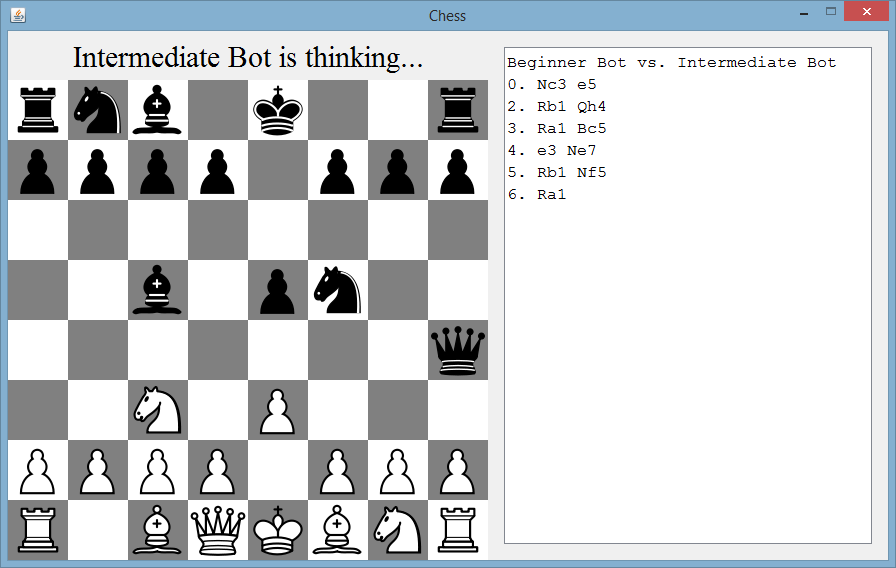 Chess
Intermediate Bot is thinking...
Beginner Bot vs. Intermediate Bot
0. Nc3 e5
2. Rb1 Qh4
3. Ra1 Bc5
4. e3 Ne7
5. Rb1 Nf5
6. Ra1